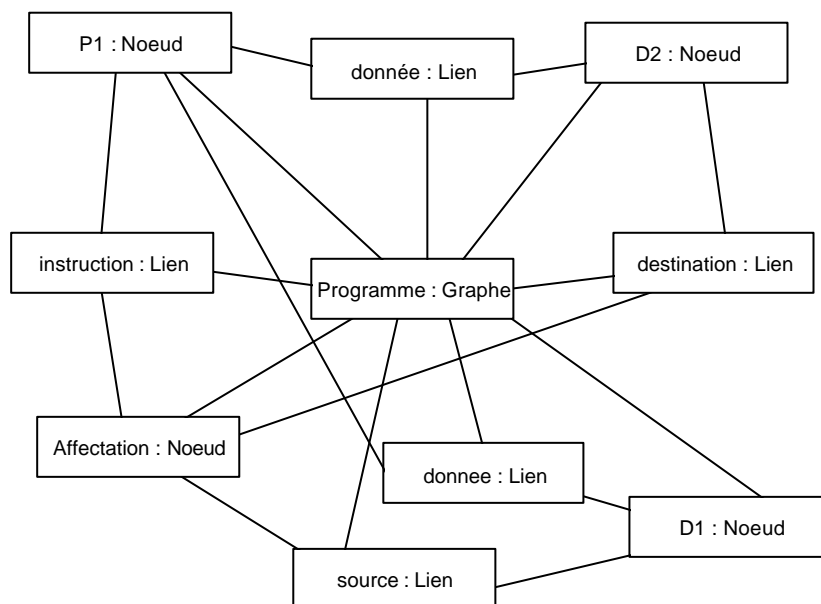 P1 : Noeud
donnée : Lien
D2 : Noeud
instruction : Lien
Programme : Graphe
destination : Lien
Affectation : Noeud
donnee : Lien
D1 : Noeud
source : Lien